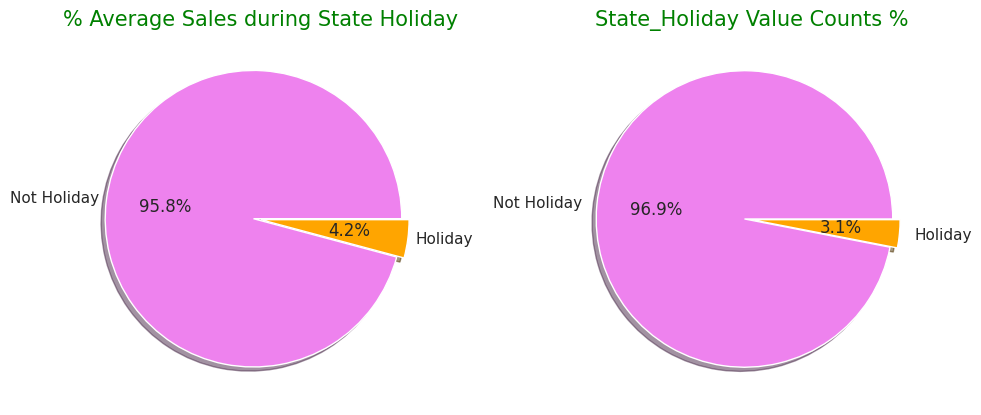 % Average Sales during State Holiday
Not Holiday
95.8%
4.2%
Holiday
State_Holiday Value Counts %
Not Holiday
96.9%
3.1%
Holiday